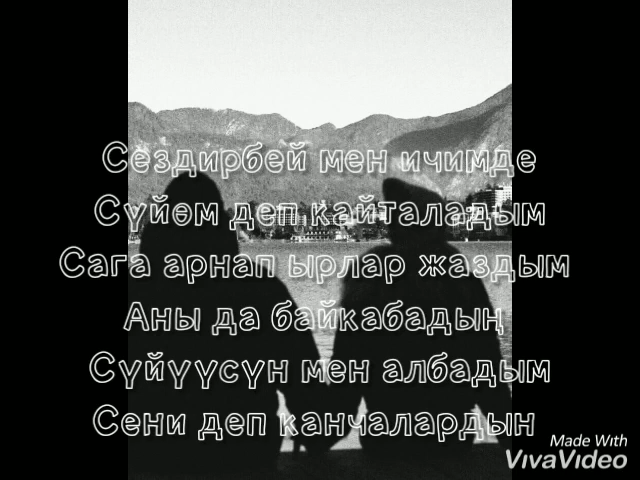 Сездирбей мен ичимде
Сүйөм деп кайталадым
Сага арнап ырлар жаздым
Аны да байкабадың
Сүйүүсүн мен албадым
Сени деп канчалардын
Made With
VivaVideo